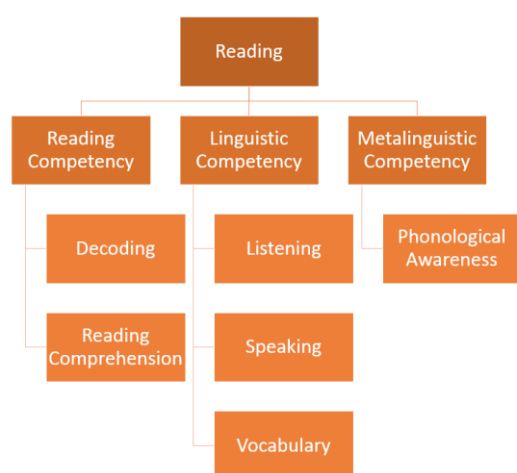 Reading
Reading
Competency
Linguistic
Competency
Metalinguistic
Competency
Decoding
Listening
Phonological
Awareness
Reading
Comprehension
Speaking
Vocabulary